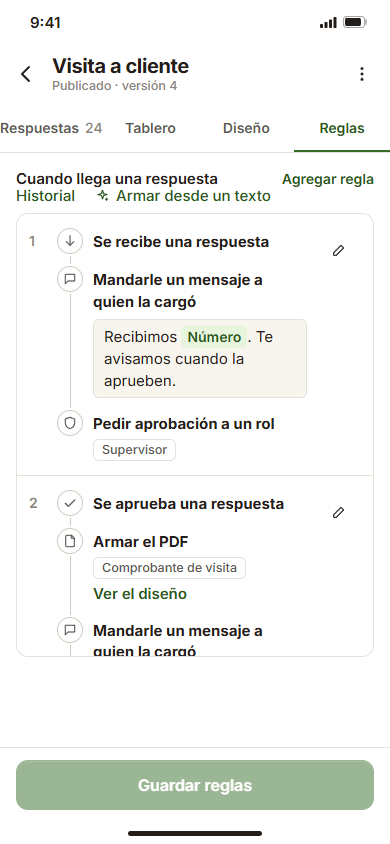 9:41
Visita a cliente
Publicado · versión 4
Respuestas 24 Tablero Diseño Reglas
Cuando llega una respuesta Agregar regla
Historial Armar desde un texto
1 Se recibe una respuesta
Mandarle un mensaje a
quien la cargó
Recibimos Número. Te
avisamos cuando la
aprueben.
Pedir aprobación a un rol
Supervisor
2 Se aprueba una respuesta
Armar el PDF
Comprobante de visita
Ver el diseño
Mandarle un mensaje a
quien la cargó
Guardar reglas